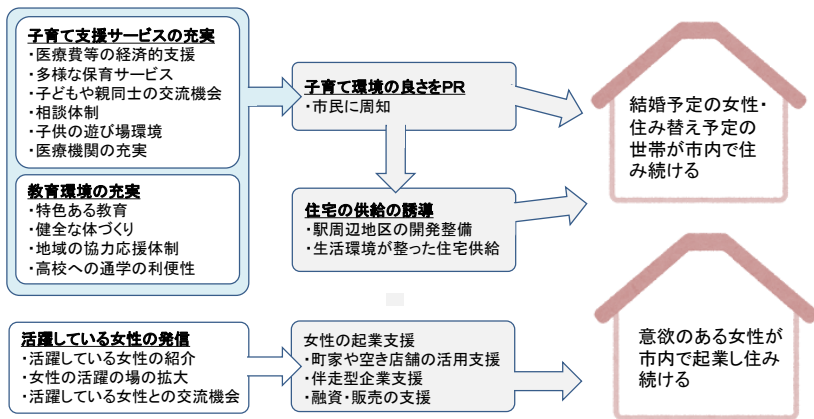 子育て支援サービスの充実
・医療費等の経済的支援
・多様な保育サービス
・子どもや親同士の交流機会
・相談体制
・子供の遊び場環境
・医療機関の充実
教育環境の充実
・特色ある教育
・健全な体づくり
・地域の協力応援体制
・高校への通学の利便性
子育て環境の良さをPR
・市民に周知
住宅の供給の誘導
・駅周辺地区の開発整備
・生活環境が整った住宅供給
結婚予定の女性・
住み替え予定の
世帯が市内で住
み続ける
活躍している女性の発信
・活躍している女性の紹介
・女性の活躍の場の拡大
・活躍している女性との交流機会
女性の起業支援
・町家や空き店舗の活用支援
・伴走型企業支援
・融資・販売の支援
意欲のある女性が
市内で起業し住み
続ける